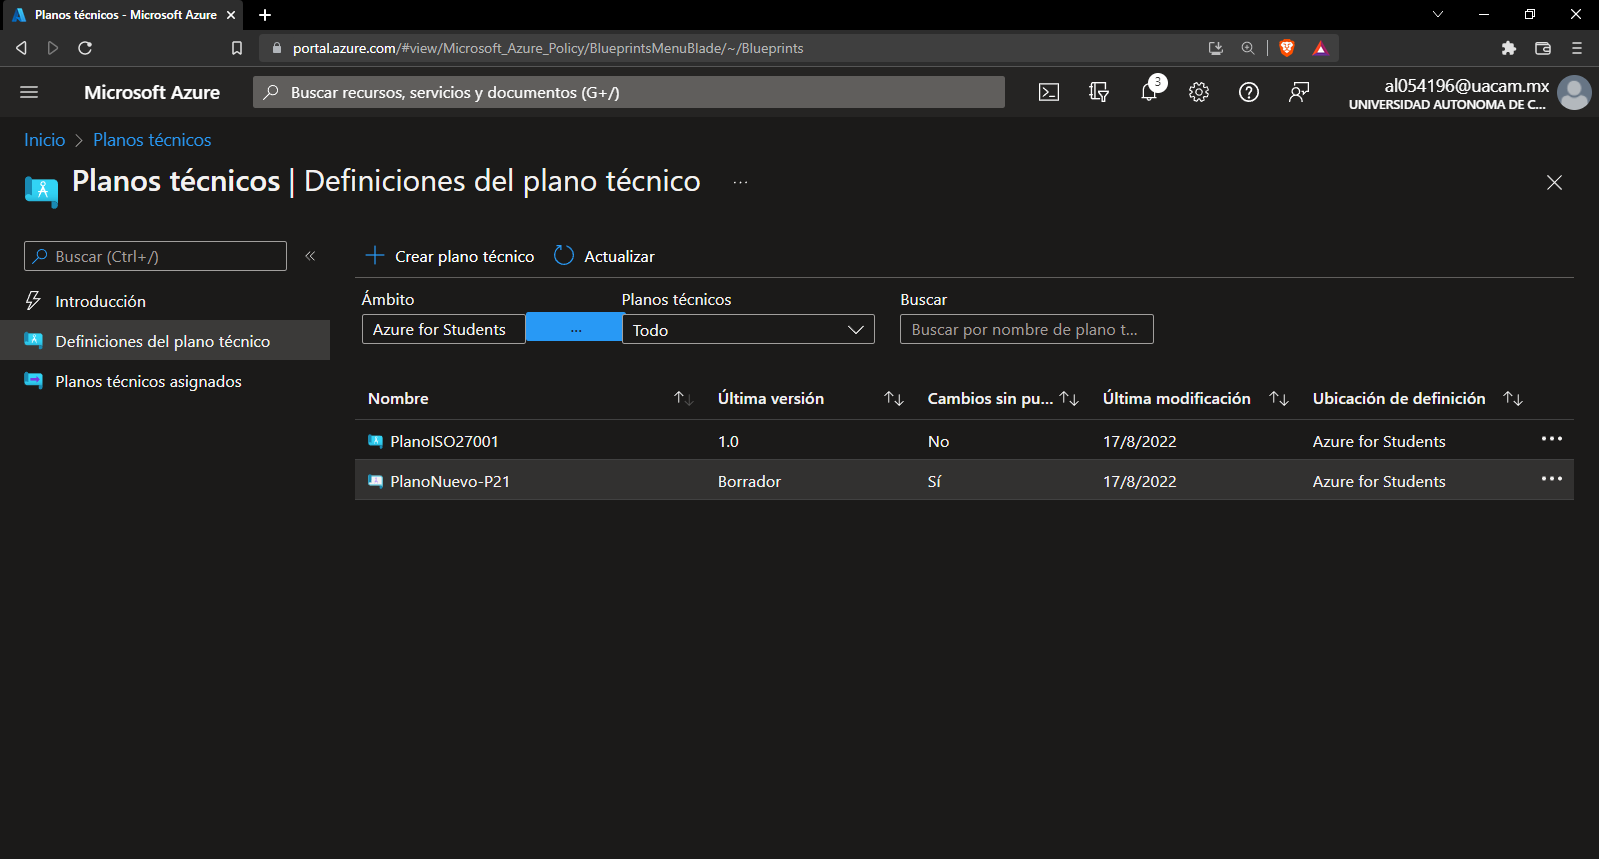 Planos técnicos - Microsoft Azure
portal.azure.com/#view/Microsoft_Azure_Policy/BlueprintsMenuBlade/~/Blueprints
Microsoft Azure
Buscar recursos, servicios y documentos (G+/)
3
al054196@uacam.mx
UNIVERSIDAD AUTONOMA DE C...
Inicio > Planos técnicos
Planos técnicos | Definiciones del plano técnico ...
Buscar (Ctrl+/) «
Introducción
Definiciones del plano técnico
Planos técnicos asignados
+ Crear plano técnico Actualizar
Ámbito Planos técnicos Buscar
Azure for Students ... Todo Buscar por nombre de plano t...
Nombre ↑↓ Última versión ↑↓ Cambios sin pu... ↑↓ Última modificación ↑↓ Ubicación de definición ↑↓
PlanoISO27001 1.0 No 17/8/2022 Azure for Students ...
PlanoNuevo-P21 Borrador Sí 17/8/2022 Azure for Students ...